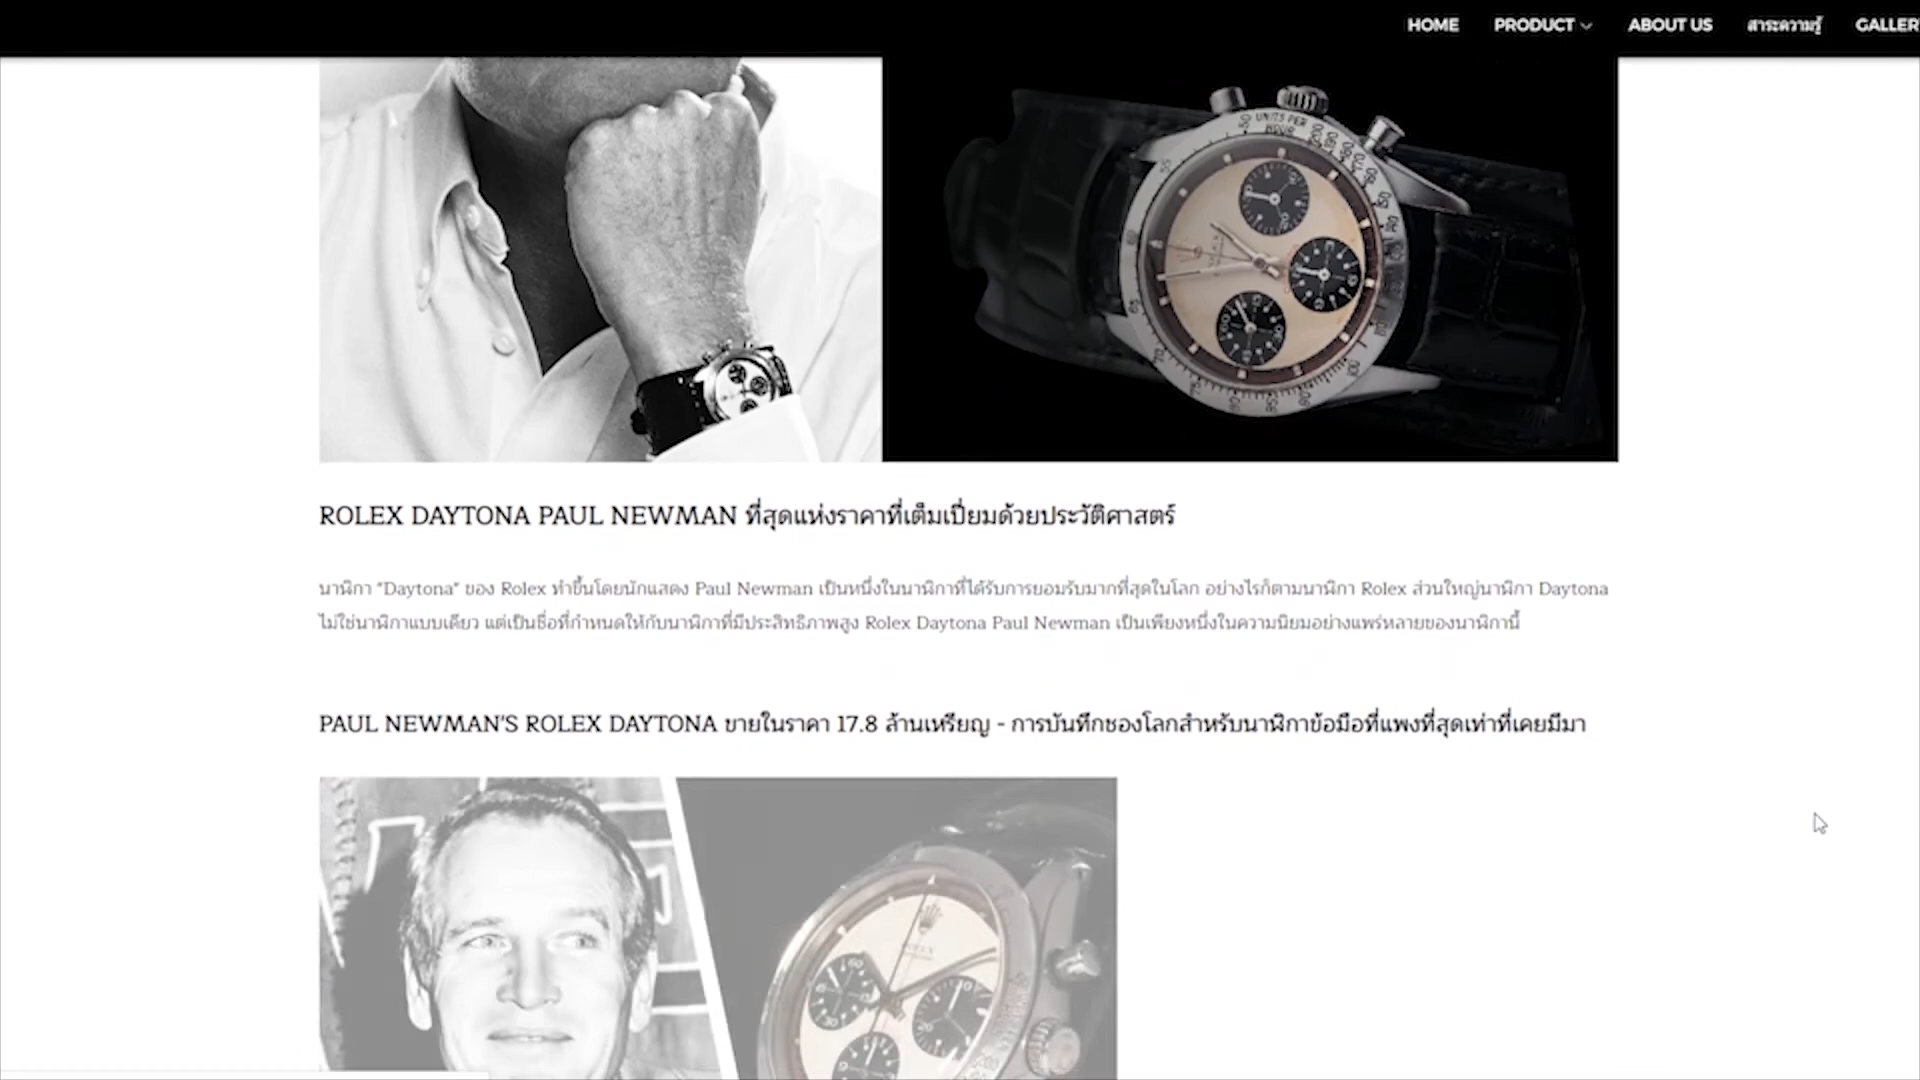 HOME PRODUCT ABOUT US สาระความรู้ GALLER
UNITS PER
HOUR
ROLEX DAYTONA PAUL NEWMAN ที่สุดแห่งราคาที่เต็มเปี่ยมด้วยประวัติศาสตร์
นาฬิกา "Daytona" ของ Rolex ทำขึ้นโดยนักแสดง Paul Newman เป็นหนึ่งในนาฬิกาที่ได้รับการยอมรับมากที่สุดในโลก อย่างไรก็ตามนาฬิกา Rolex ส่วนใหญ่นาฬิกา Daytona
ไม่ใช่นาฬิกาแบบเดียว แต่เป็นชื่อที่กำหนดให้กับนาฬิกาที่มีประสิทธิภาพสูง Rolex Daytona Paul Newman เป็นเพียงหนึ่งในความนิยมอย่างแพร่หลายของนาฬิกานี้
PAUL NEWMAN'S ROLEX DAYTONA ขายในราคา 17.8 ล้านเหรียญ - การบันทึกของโลกสำหรับนาฬิกาข้อมือที่แพงที่สุดเท่าที่เคยมีมา
ROLEX